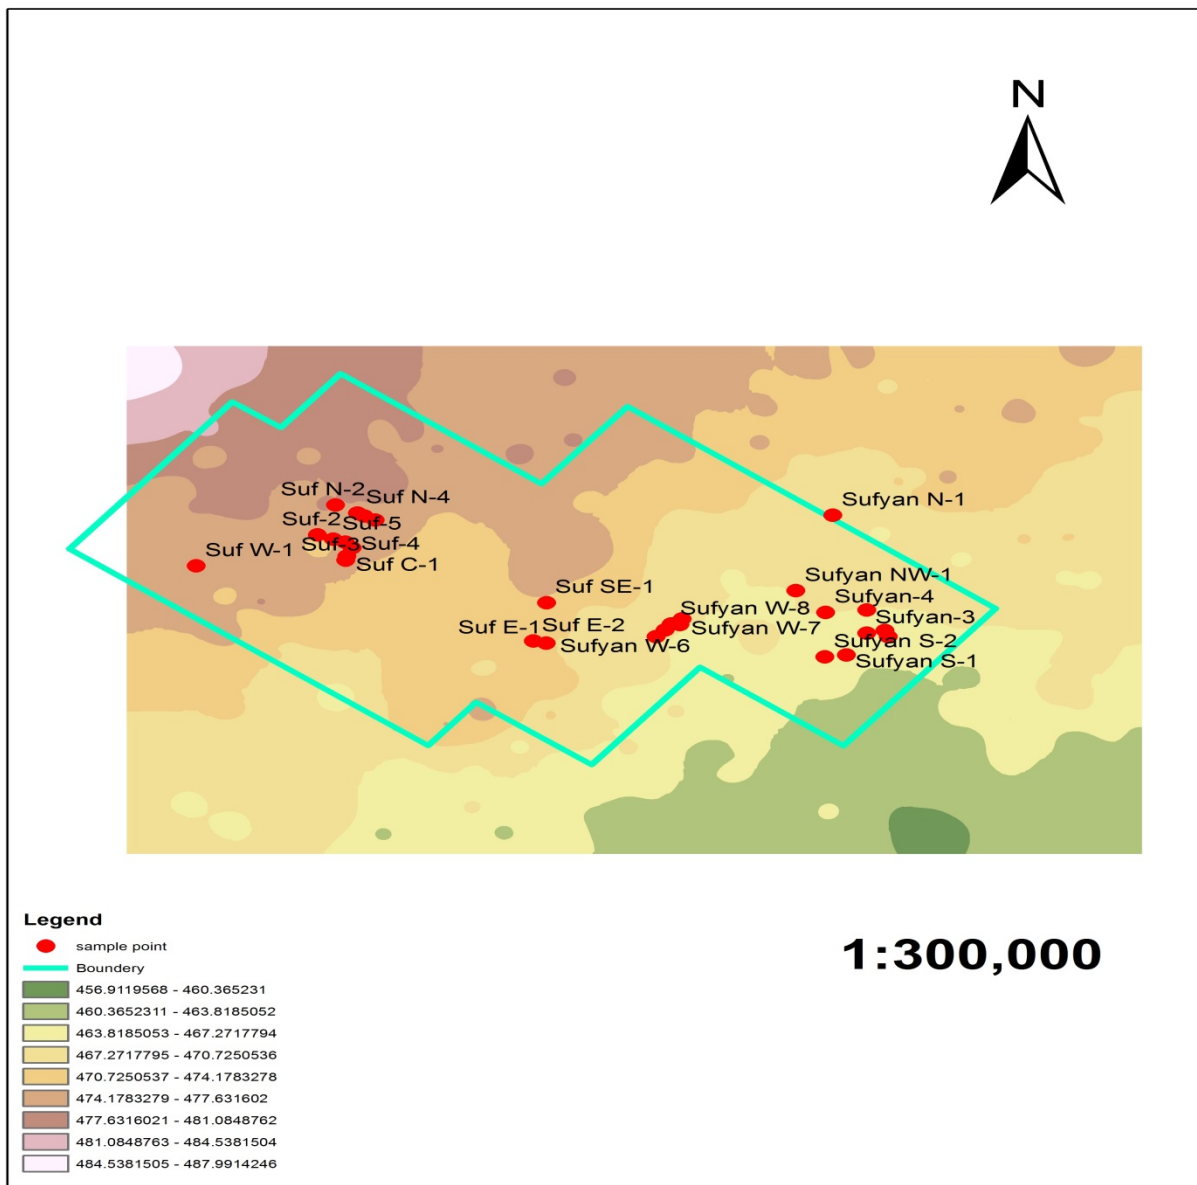 N
Suf N-2
Suf N-4
Suf-2
Suf-5
Sufyan N-1
Suf W-1
Suf-3
Suf-4
Suf C-1
Suf SE-1
Sufyan NW-1
Sufyan-4
Sufyan W-8
Sufyan-3
Suf E-1
Suf E-2
Sufyan W-7
Sufyan W-6
Sufyan S-2
Sufyan S-1
Legend
sample point
Boundery
456.9119568 - 460.365231
460.3652311 - 463.8185052
463.8185053 - 467.2717794
467.2717795 - 470.7250536
470.7250537 - 474.1783278
474.1783279 - 477.631602
477.6316021 - 481.0848762
481.0848763 - 484.5381504
484.5381505 - 487.9914246
1:300,000